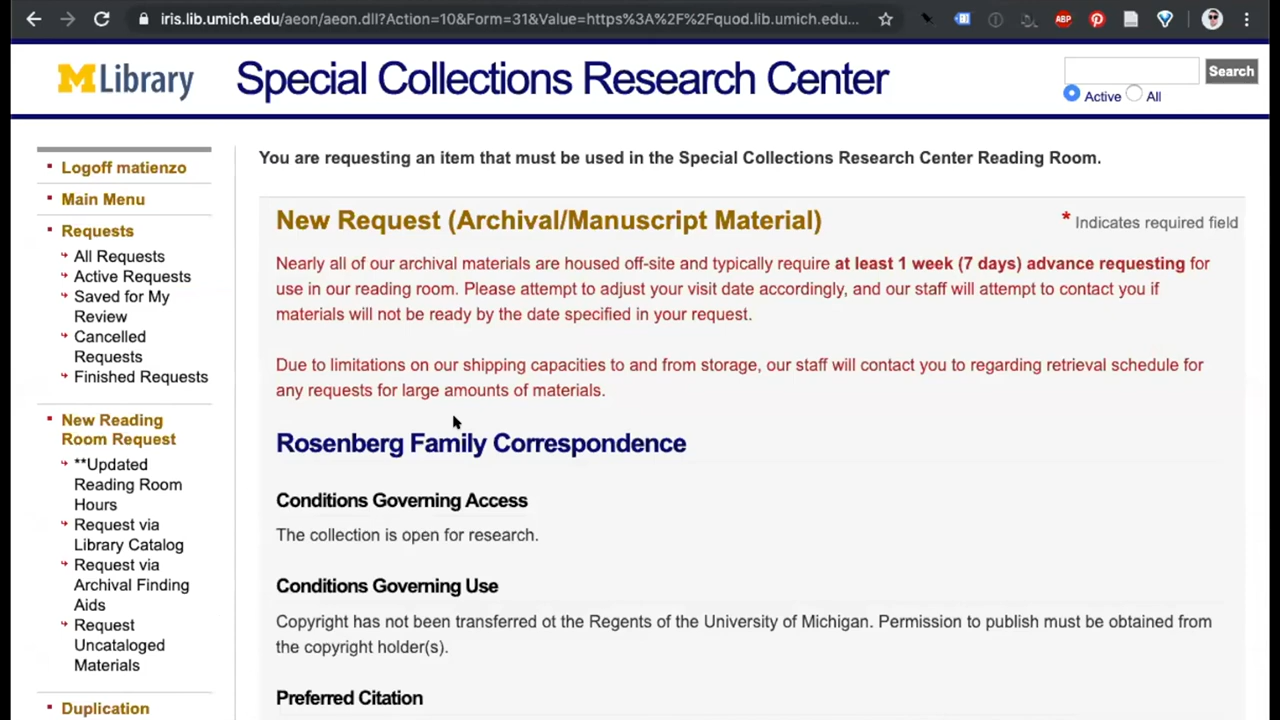 iris.lib.umich.edu/aeon/aeon.dll?Action=10&Form=31&Value=https%3A%2F%2Fquod.lib.umich.edu...
ABP
M Library
Special Collections Research Center
Search
Active All
Logoff matienzo
Main Menu
Requests
All Requests
Active Requests
Saved for My
Review
Cancelled
Requests
Finished Requests
New Reading
Room Request
**Updated
Reading Room
Hours
Request via
Library Catalog
Request via
Archival Finding
Aids
Request
Uncataloged
Materials
Duplication
You are requesting an item that must be used in the Special Collections Research Center Reading Room.
New Request (Archival/Manuscript Material)
* Indicates required field
Nearly all of our archival materials are housed off-site and typically require at least 1 week (7 days) advance requesting for
use in our reading room. Please attempt to adjust your visit date accordingly, and our staff will attempt to contact you if
materials will not be ready by the date specified in your request.
Due to limitations on our shipping capacities to and from storage, our staff will contact you to regarding retrieval schedule for
any requests for large amounts of materials.
Rosenberg Family Correspondence
Conditions Governing Access
The collection is open for research.
Conditions Governing Use
Copyright has not been transferred ot the Regents of the University of Michigan. Permission to publish must be obtained from
the copyright holder(s).
Preferred Citation